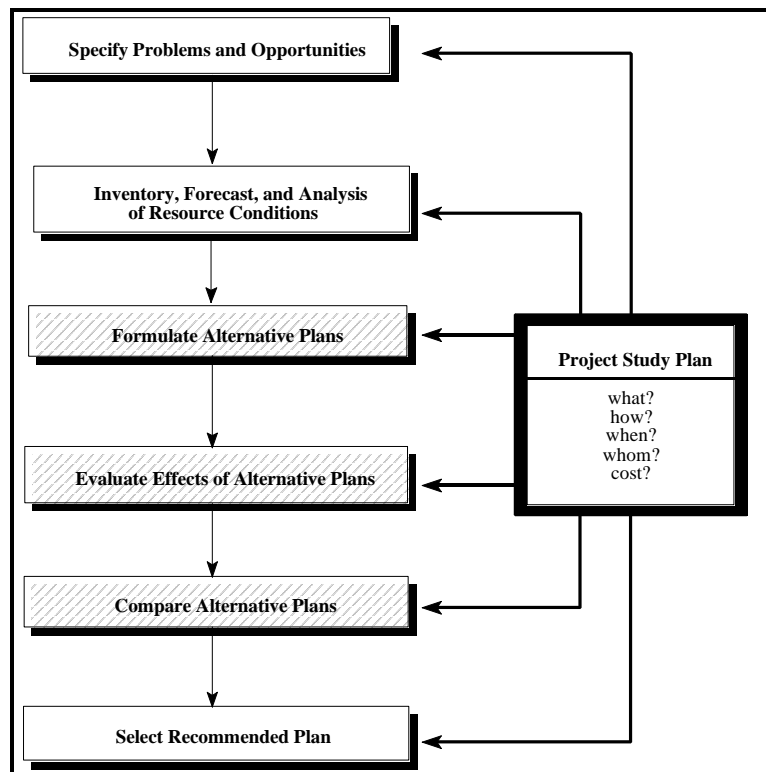 Specify Problems and Opportunities
Inventory, Forecast, and Analysis
of Resource Conditions
Formulate Alternative Plans
Evaluate Effects of Alternative Plans
Compare Alternative Plans
Select Recommended Plan
Project Study Plan
what?
how?
when?
whom?
cost?